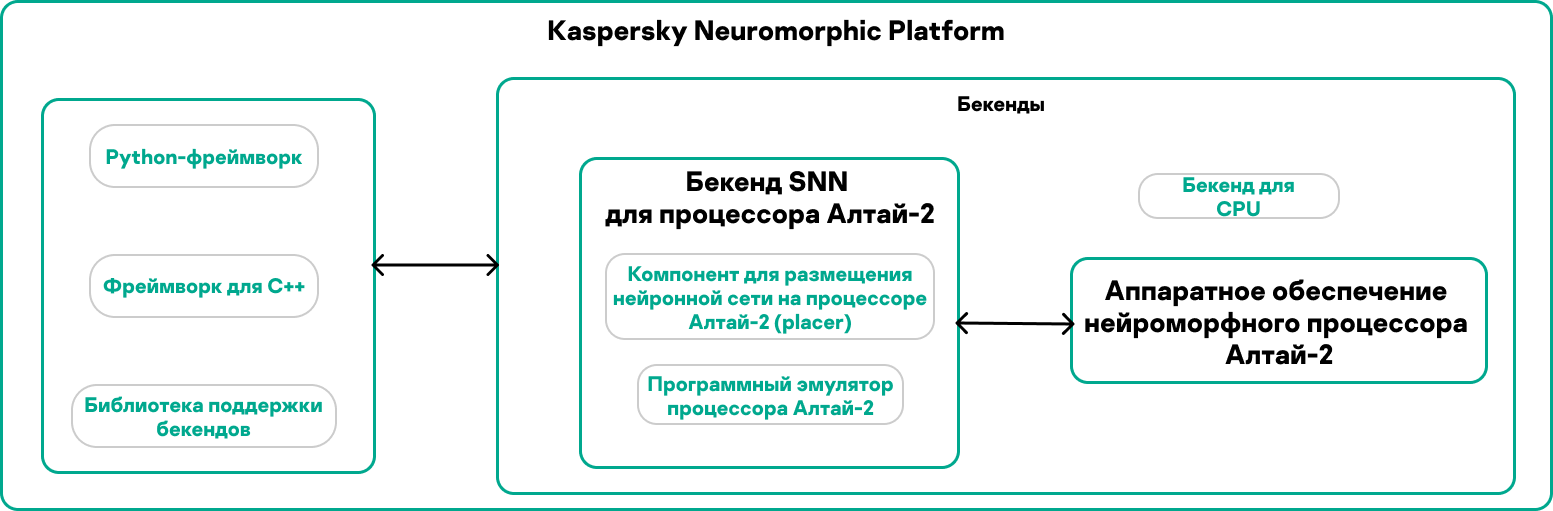 Kaspersky Neuromorphic Platform
Python-фреймворк
Фреймворк для C++
Библиотека поддержки
бекендов
Бекенды
Бекенд SNN
для процессора Алтай-2
Компонент для размещения
нейронной сети на процессоре
Алтай-2 (placer)
Программный эмулятор
процессора Алтай-2
Бекенд для
CPU
Аппаратное обеспечение
нейроморфного процессора
Алтай-2